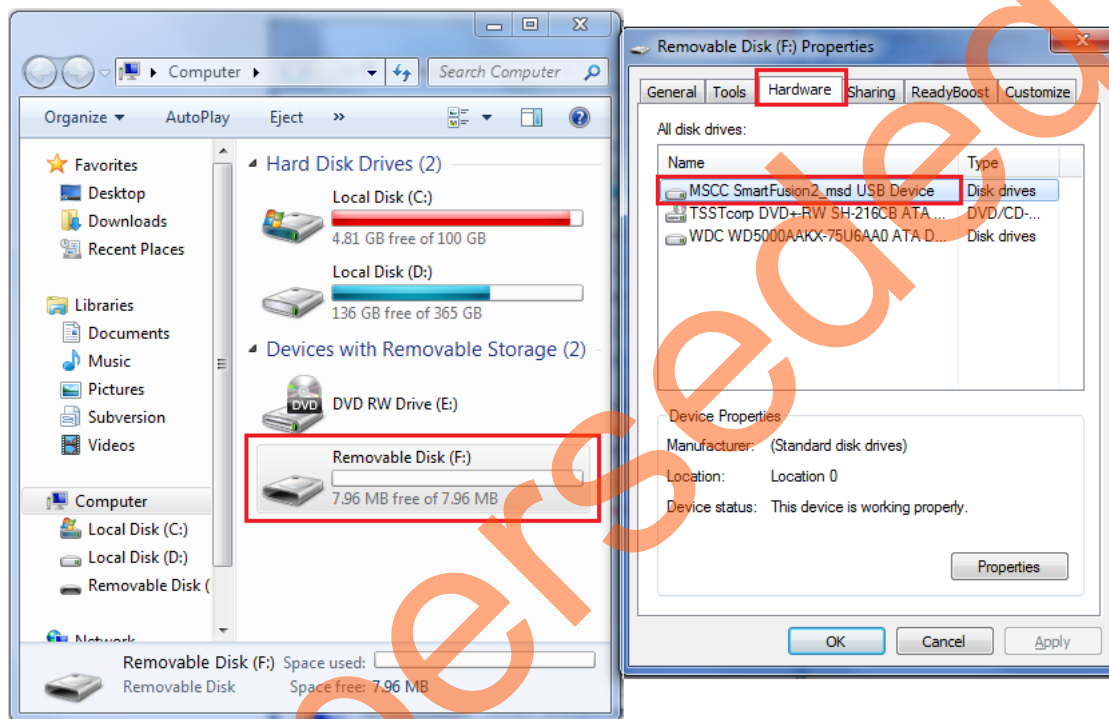 Computer
Search Computer
Organize
AutoPlay
Eject
»
Favorites
Desktop
Downloads
Recent Places
Libraries
Documents
Music
Pictures
Subversion
Videos
Computer
Local Disk (C:)
Local Disk (D:)
Removable Disk (
Network
Hard Disk Drives (2)
Local Disk (C:)
4.81 GB free of 100 GB
Local Disk (D:)
136 GB free of 365 GB
Devices with Removable Storage (2)
DVD
DVD RW Drive (E:)
Removable Disk (F:)
7.96 MB free of 7.96 MB
Removable Disk (F:) Space used:
Removable Disk Space free: 7.96 MB
Removable Disk (F:) Properties
General Tools Hardware Sharing ReadyBoost Customize
All disk drives:
Name Type
MSCC SmartFusion2_msd USB Device Disk drives
TSSTcorp DVD+-RW SH-216CB ATA ... DVD/CD-...
WDC WD5000AAKX-75U6AA0 ATA D... Disk drives
Device Properties
Manufacturer: (Standard disk drives)
Location: Location 0
Device status: This device is working properly.
Properties
OK Cancel Apply
perseded